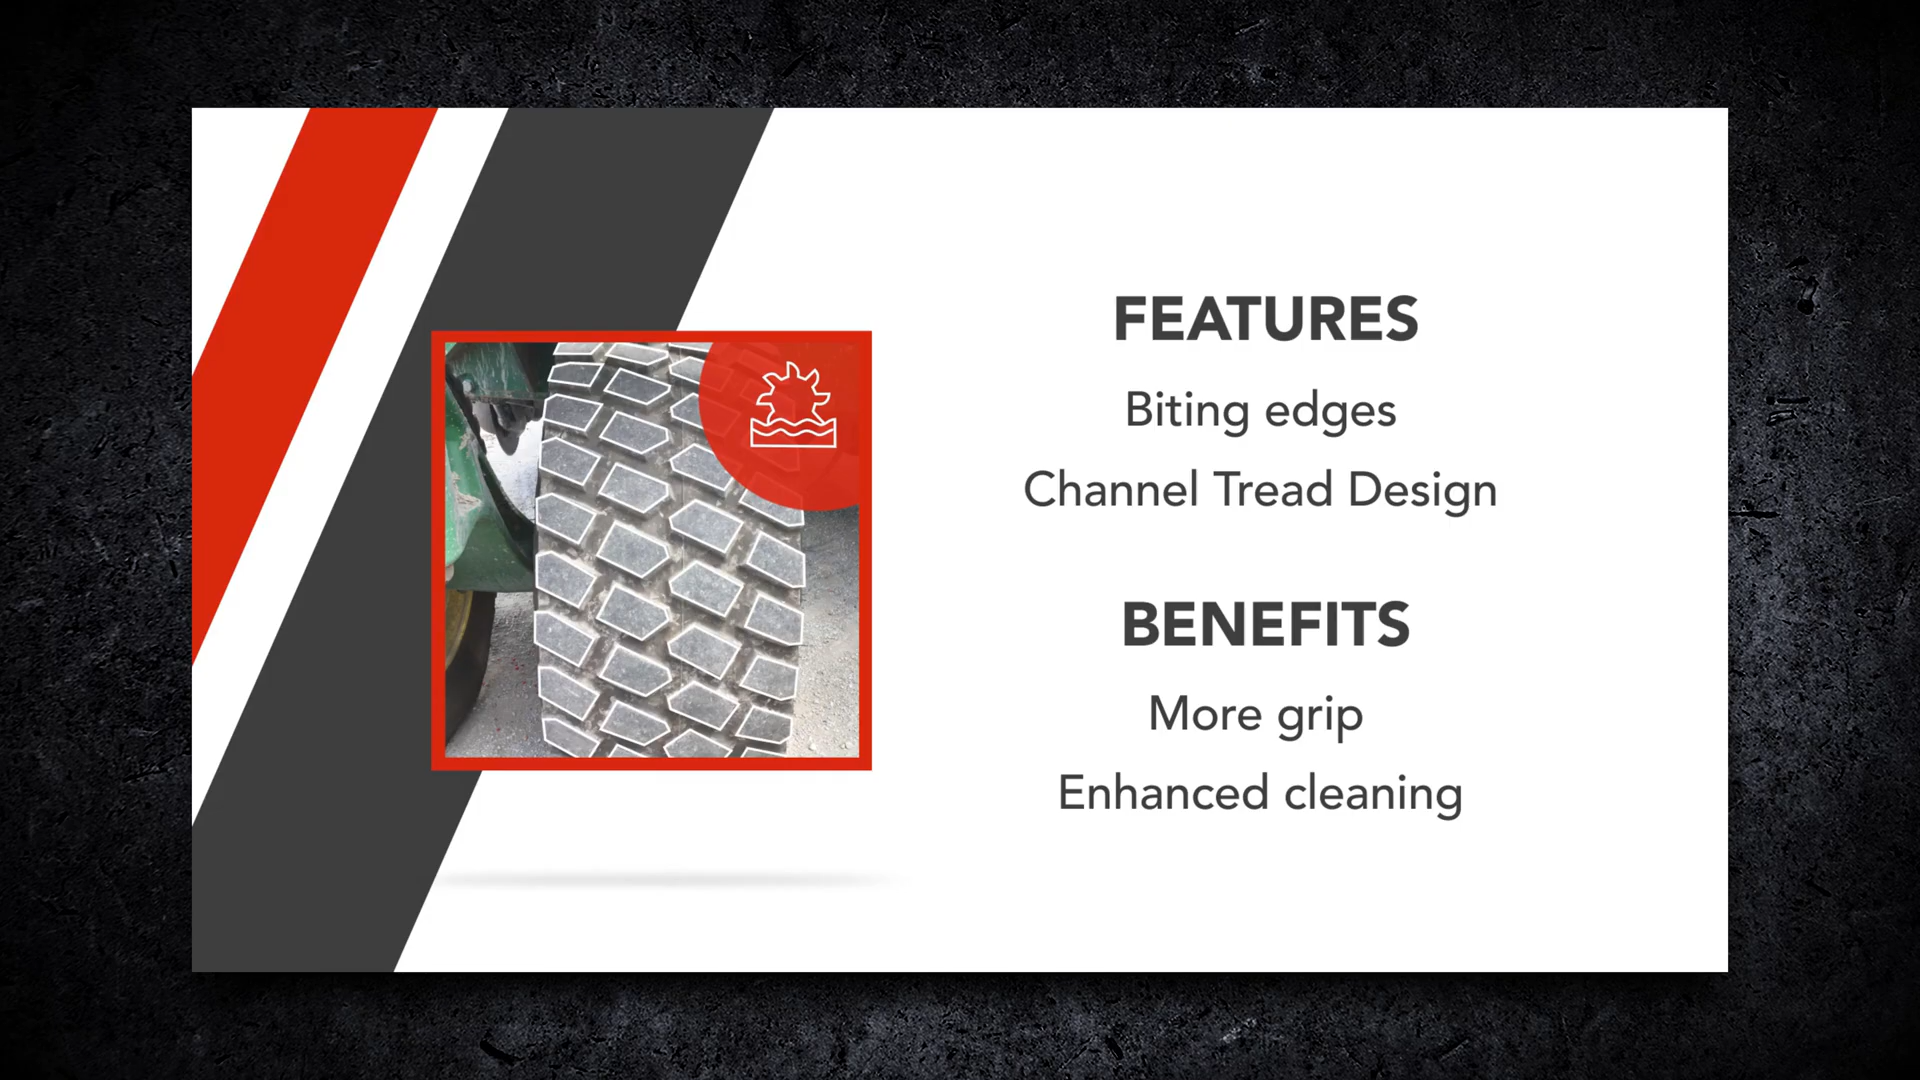 FEATURES
Biting edges
Channel Tread Design
BENEFITS
More grip
Enhanced cleaning